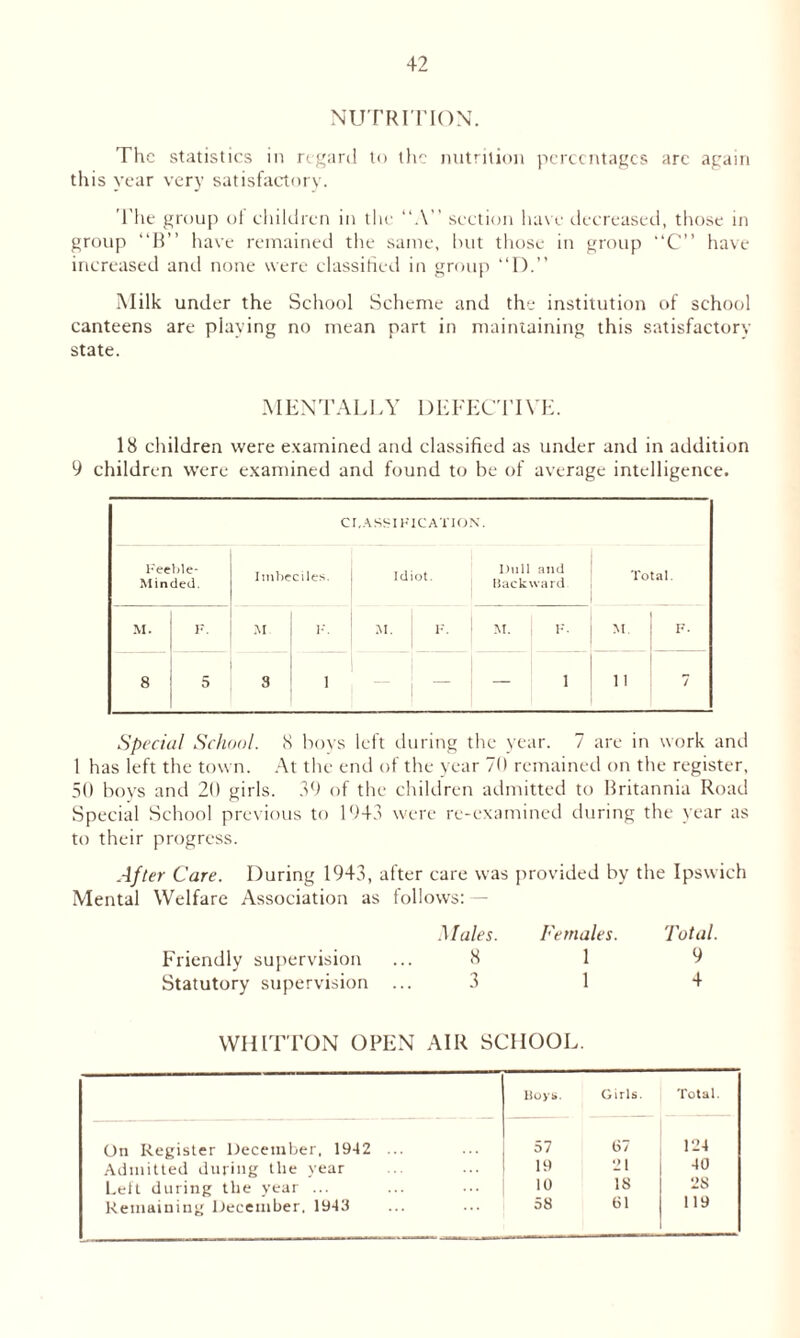 42
NUTRITION.
The statistics in regard to the nutrition percentages are again
this year very satisfactory.
The group of children in the “A” section have decreased, those in
group “B” have remained the same, but those in group “C” have
increased and none were classified in group “D.”
Milk under the School Scheme and the institution of school
canteens are playing no mean part in maintaining this satisfactory
state.
MENTALLY DEFECTIVE.
18 children were examined and classified as under and in addition
9 children were examined and found to be of average intelligence.
CLASSIFICATION.
Feeble-Minded. Imbeciles. Idiot. Dull and Backward. Total.
M. F. M. F. M. F. M. F. M. F.
8 5 3 1 — — — 1 11 7
Special School. 8 boys left during the year. 7 are in work and
1 has left the town. At the end of the year 70 remained on the register,
50 boys and 20 girls. 39 of the children admitted to Britannia Road
Special School previous to 1943 were re-examined during the year as
to their progress.
After Care. During 1943, after care was provided by the Ipswich
Mental Welfare Association as follows: —
Males. Females. Total.
Friendly supervision ... 8 1 9
Statutory supervision ... 3 1 4
WHITTON OPEN AIR SCHOOL.
Boys. Girls. Total.
On Register December, 1942 ... ... 57 67 124
Admitted during the year ... ... 19 21 40
Left during the year ... ... ... 10 18 28
Remaining December, 1943 ... ... 58 61 119